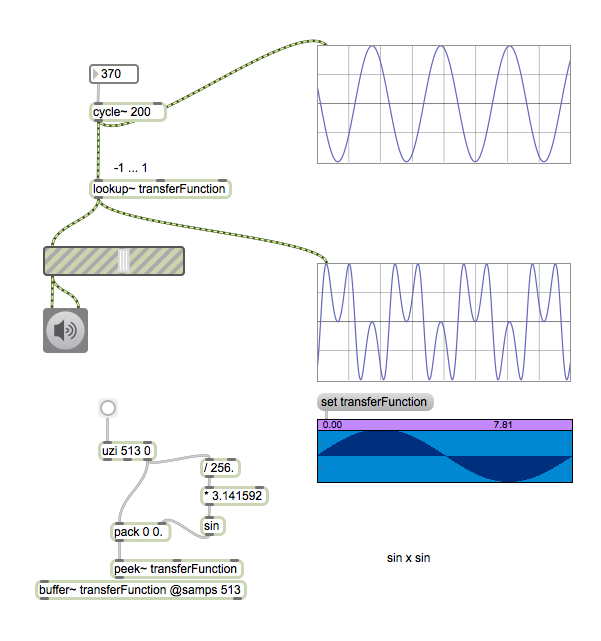 370
cycle~ 200
-1 ... 1
lookup~ transferFunction
set transferFunction
0.00 7.81
uzi 513 0
/ 256.
* 3.141592
sin
pack 0 0.
peek~ transferFunction
buffer~ transferFunction @samps 513
sin x sin